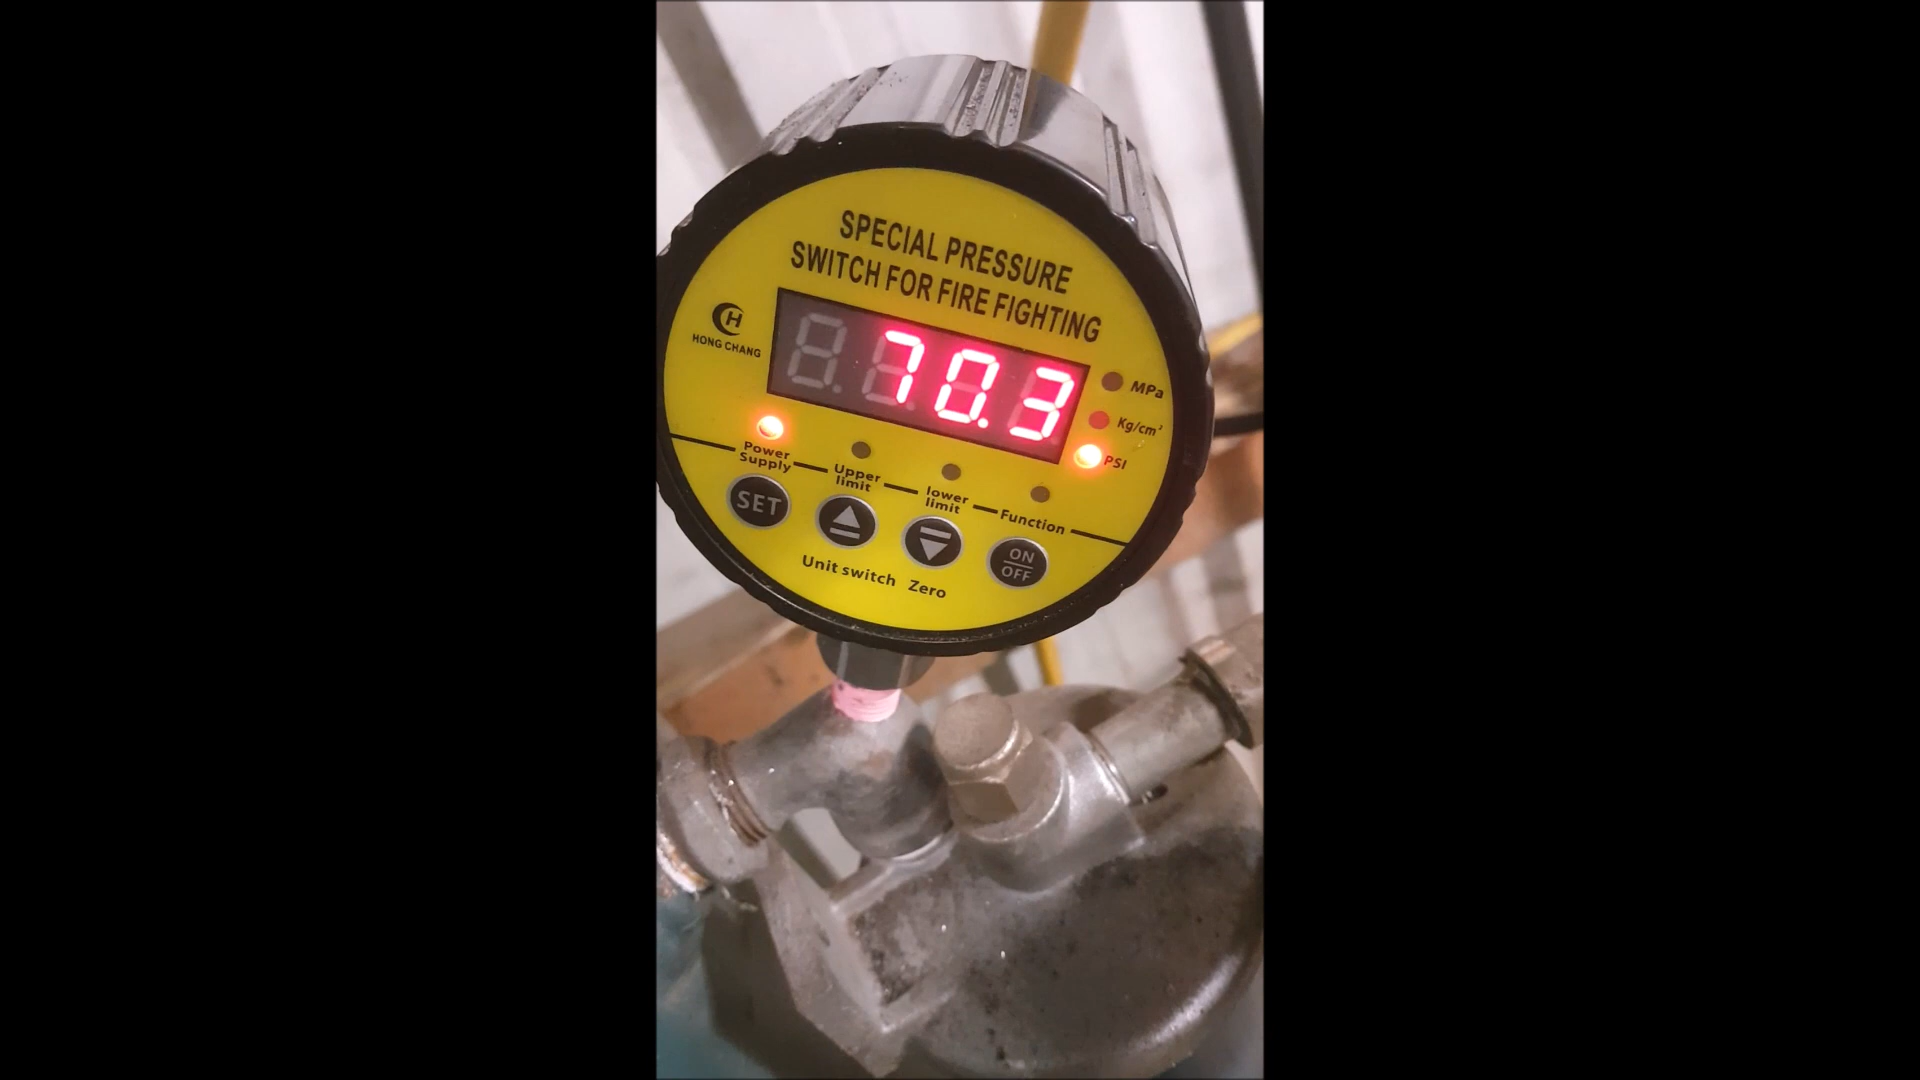 SPECIAL PRESSURE
SWITCH FOR FIRE FIGHTING
H
HONG CHANG
70.3
MPa
Kg/cm²
PSI
Power Supply
Upper limit
lower limit
Function
SET
ON
OFF
Unit switch
Zero